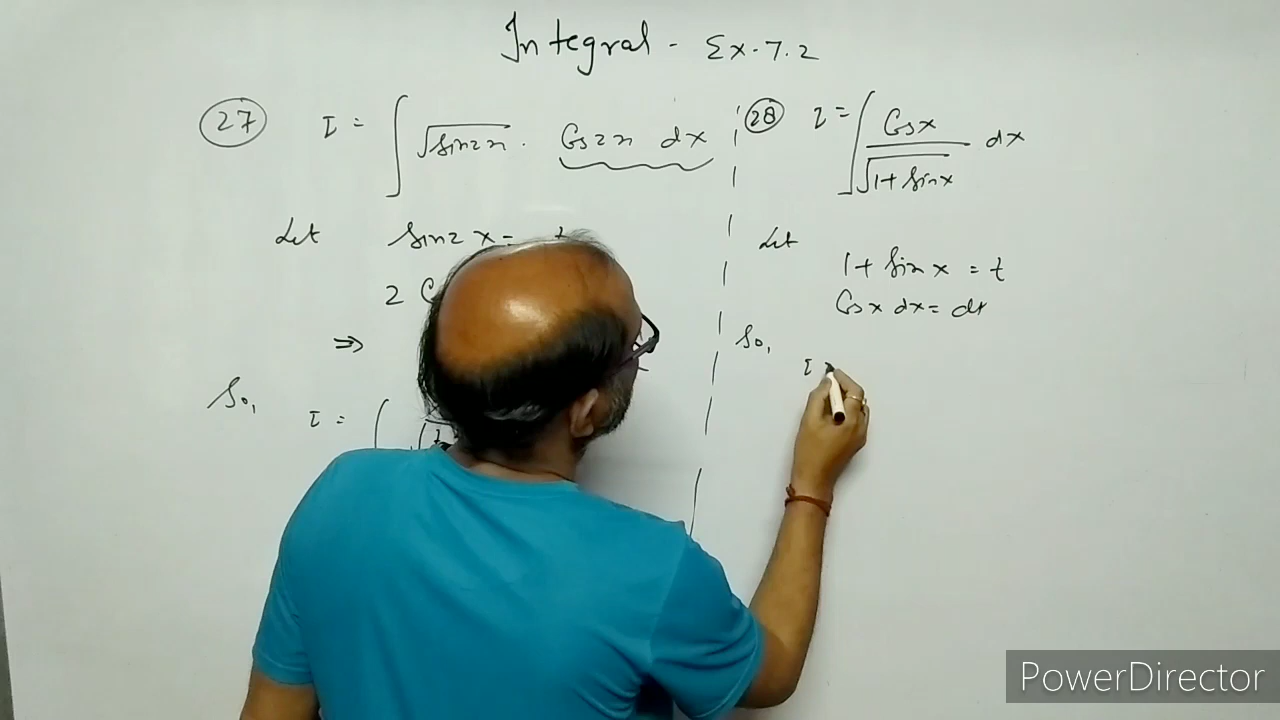 Integral - Ex. 7.2
27 I = ∫ √sin2x . Cos2x dx
Let sin2x = t
2 C
⇒
So, I = ∫ √t
28 I = ∫ Cosx / √1+sinx dx
Let
1 + sinx = t
Cosx dx = dt
So,
I
PowerDirector